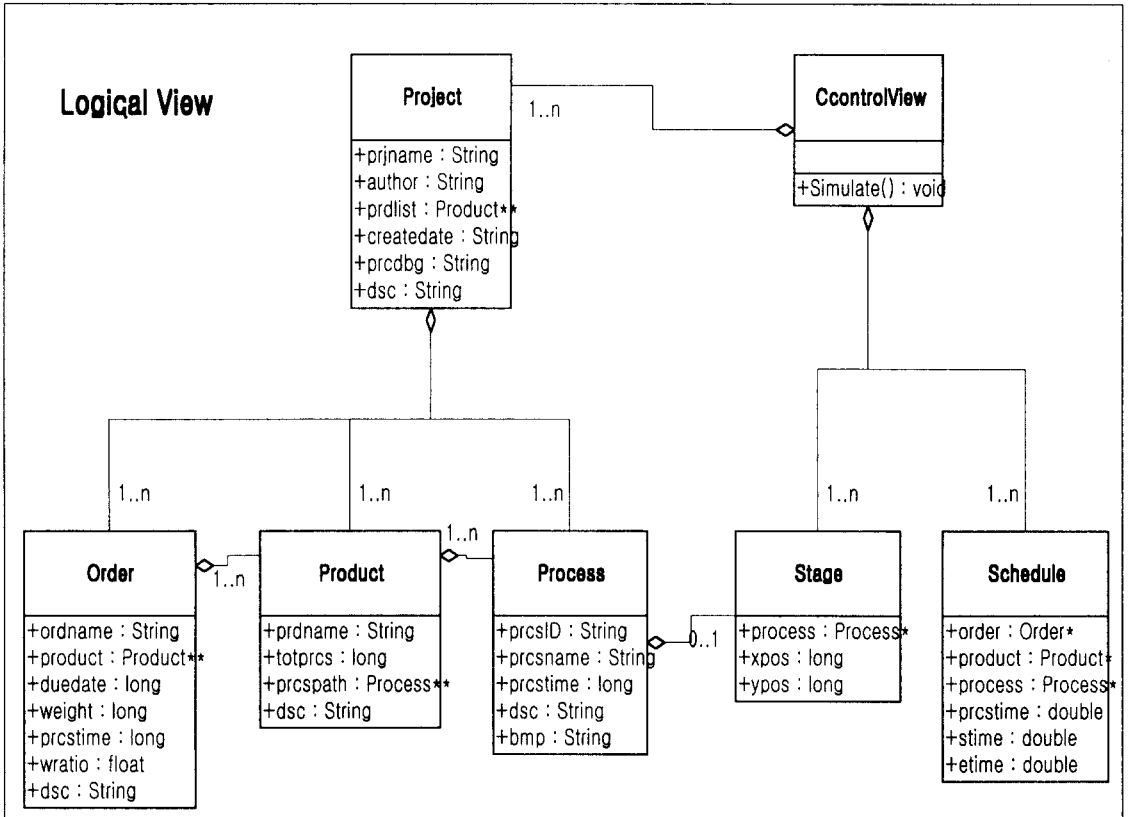 Logical View
Project
+prjname : String
+author : String
+prdlist : Product**
+createdate : String
+prcdbg : String
+dsc : String
1..n
CcontrolView
+Simulate() : void
1..n
1..n
1..n
1..n
1..n
Order
+ordname : String
+product : Product**
+duedate : long
+weight : long
+prcstime : long
+wratio : float
+dsc : String
1..n
Product
+prdname : String
+totprcs : long
+prcspath : Process**
+dsc : String
1..n
Process
+prcsID : String
+prcsname : String
+prcstime : long
+dsc : String
+bmp : String
0..1
Stage
+process : Process*
+xpos : long
+ypos : long
Schedule
+order : Order*
+product : Product*
+process : Process*
+prcstime : double
+stime : double
+etime : double